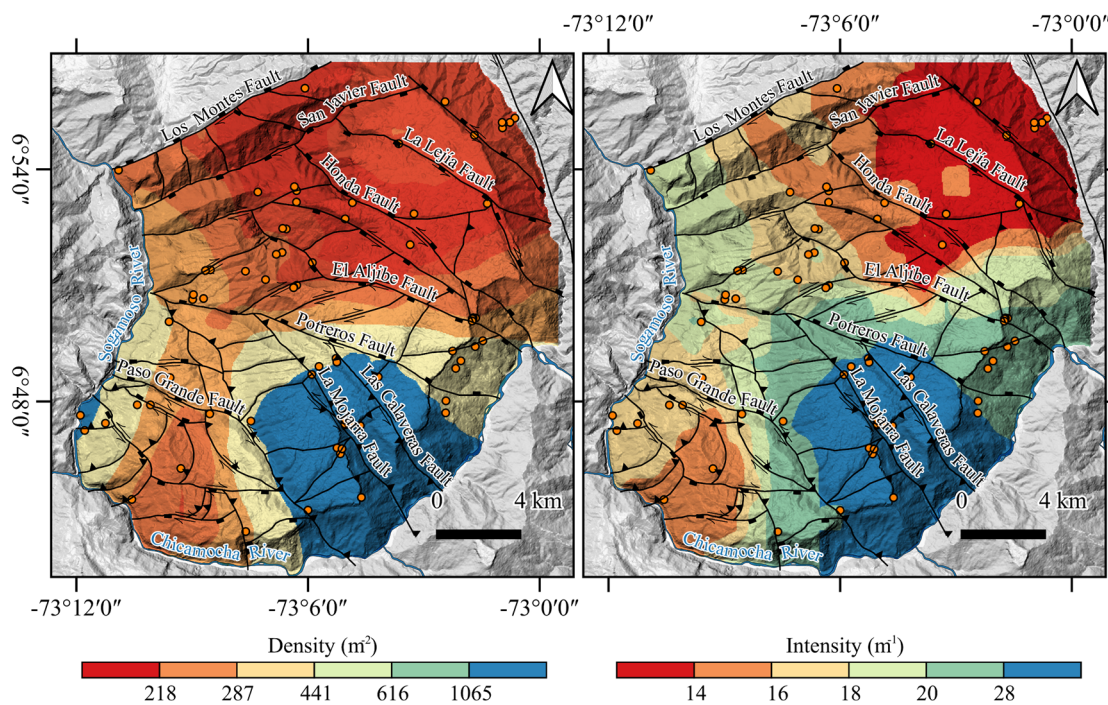 -73°12′0″ -73°6′0″ -73°0′0″
Los Montes Fault
San Javier Fault
La Lejía Fault
Honda Fault
El Aljibe Fault
Potreros Fault
Paso Grande Fault
La Mojarra Fault
Las Calaveras Fault
Sogamoso River
Chicamocha River
0 4 km
6°54′0″
6°48′0″
Los Montes Fault
San Javier Fault
La Lejía Fault
Honda Fault
El Aljibe Fault
Potreros Fault
Paso Grande Fault
La Mojarra Fault
Las Calaveras Fault
Sogamoso River
Chicamocha River
0 4 km
-73°12′0″ -73°6′0″ -73°0′0″
Density (m-2)
218 287 441 616 1065
Intensity (m-1)
14 16 18 20 28